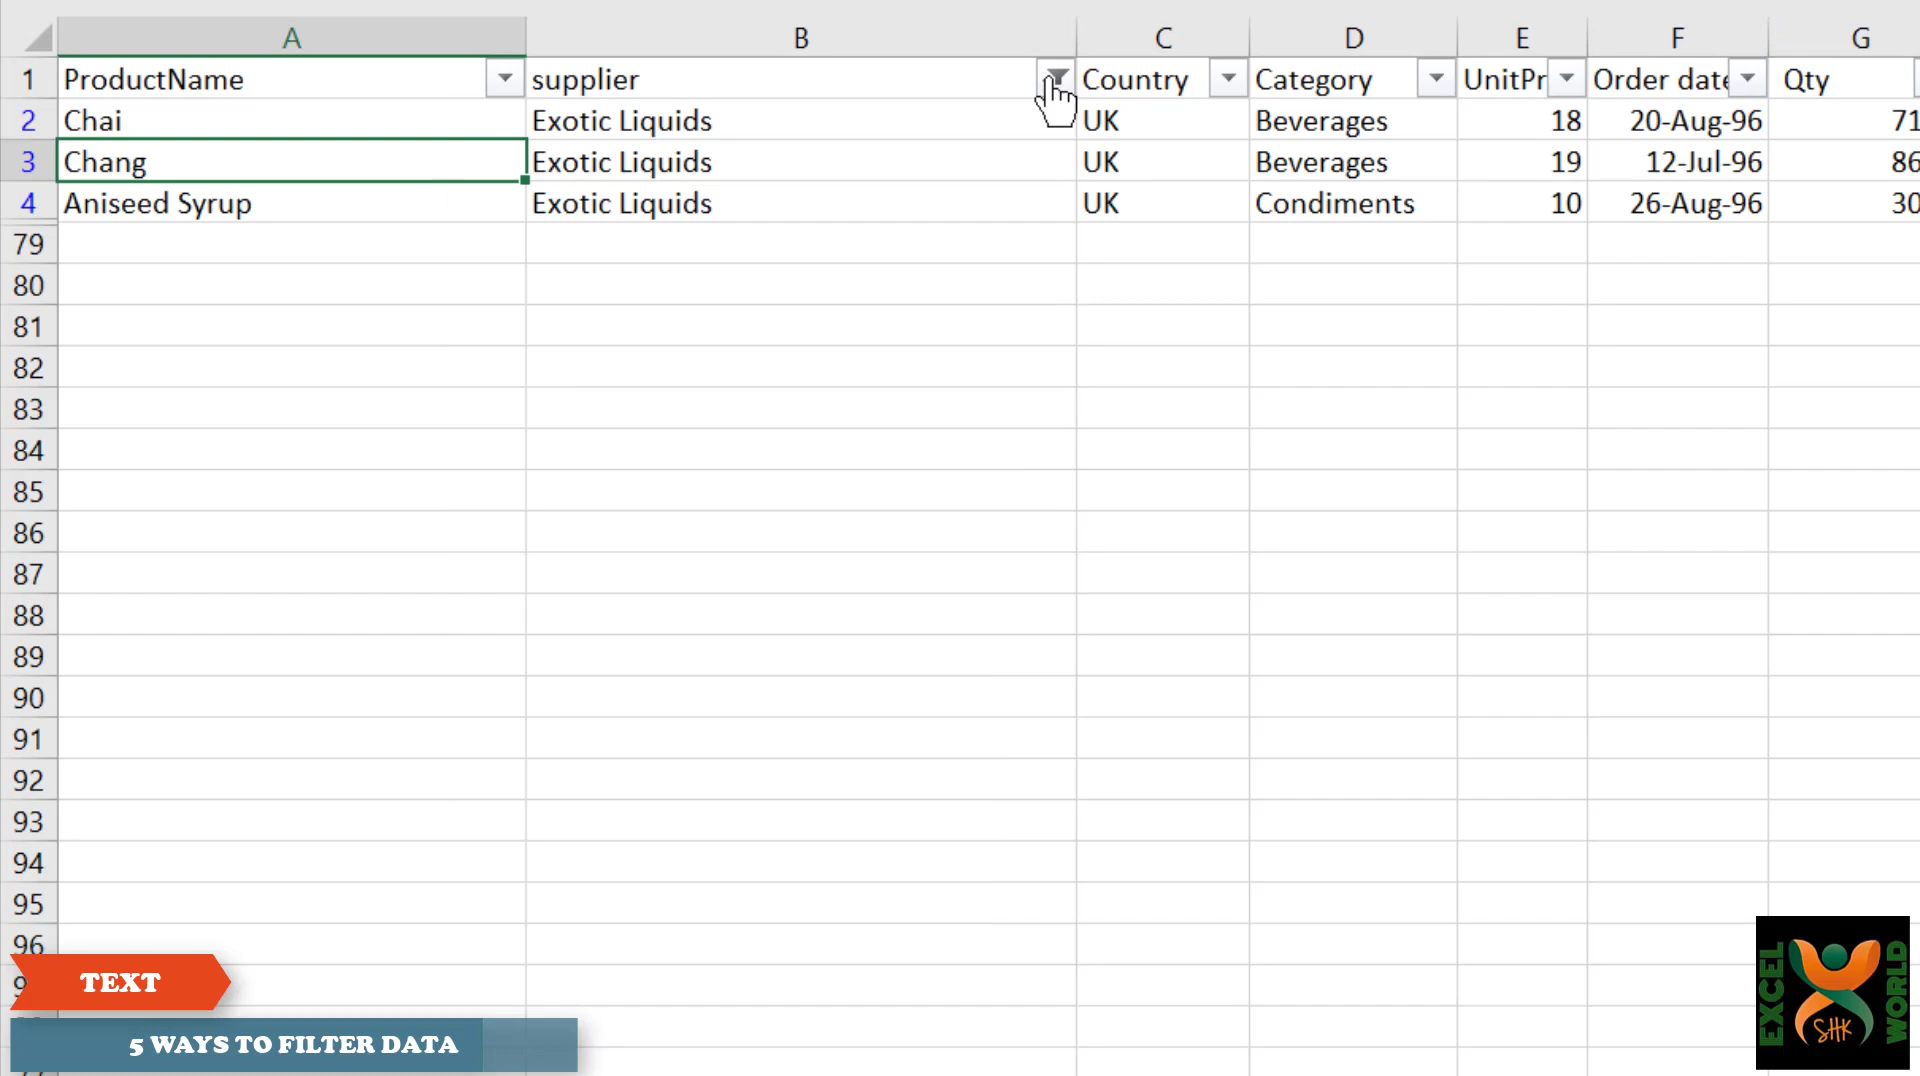 A B C D E F G
1 ProductName supplier Country Category UnitPr Order date Qty
2 Chai Exotic Liquids UK Beverages 18 20-Aug-96 71
3 Chang Exotic Liquids UK Beverages 19 12-Jul-96 86
4 Aniseed Syrup Exotic Liquids UK Condiments 10 26-Aug-96 30
79
80
81
82
83
84
85
86
87
88
89
90
91
92
93
94
95
96
TEXT
5 WAYS TO FILTER DATA
EXCEL
SHK
WORLD